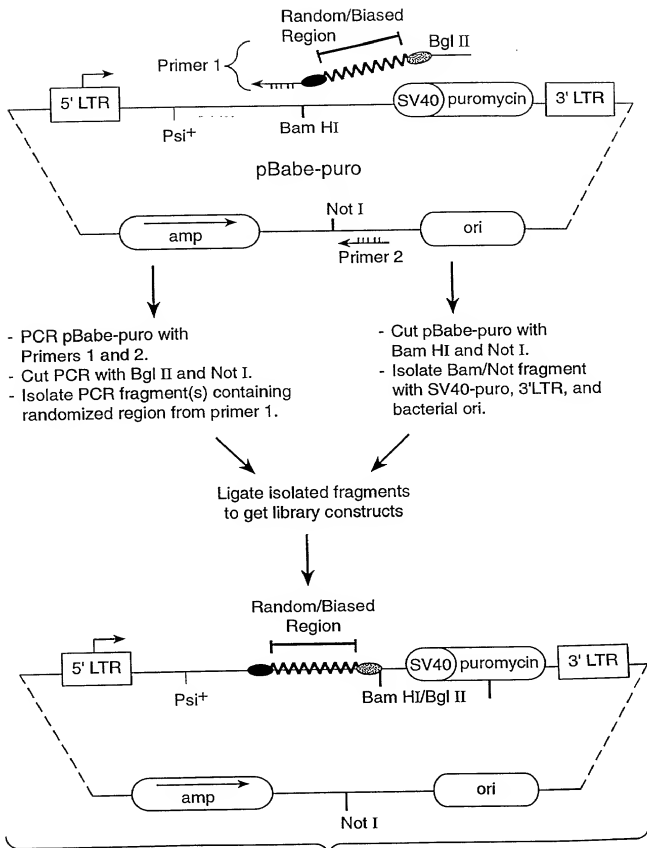 Random/Biased
Region
Bgl II
Primer 1
5' LTR
SV40
puromycin
3' LTR
Psi+
Bam HI
pBabe-puro
Not I
amp
ori
Primer 2
- PCR pBabe-puro with
Primers 1 and 2.
- Cut PCR with Bgl II and Not I.
- Isolate PCR fragment(s) containing
randomized region from primer 1.
- Cut pBabe-puro with
Bam HI and Not I.
- Isolate Bam/Not fragment
with SV40-puro, 3'LTR, and
bacterial ori.
Ligate isolated fragments
to get library constructs
Random/Biased
Region
5' LTR
SV40
puromycin
3' LTR
Psi+
Bam HI/Bgl II
amp
ori
Not I